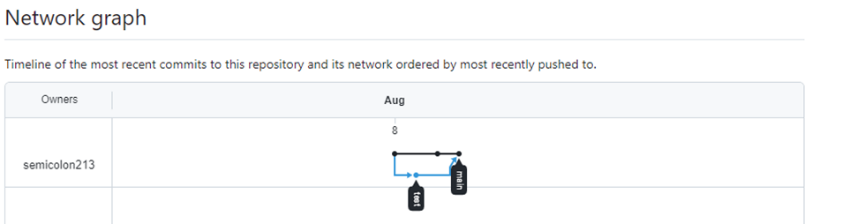 Network graph
Timeline of the most recent commits to this repository and its network ordered by most recently pushed to.
Owners
Aug
8
semicolon213
main
test